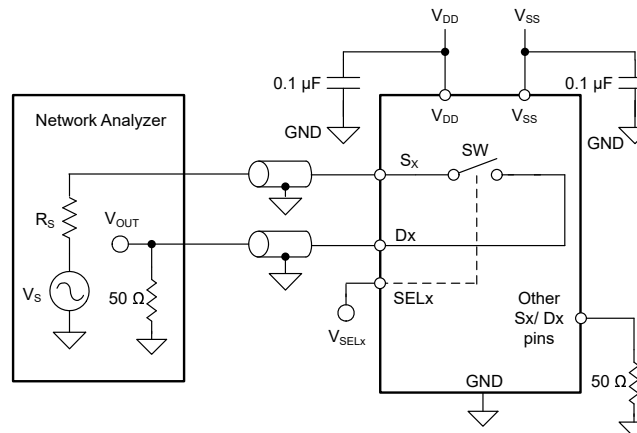 V_DD
V_SS
0.1 µF
0.1 µF
V_DD
V_SS
GND
GND
Network Analyzer
S_X
SW
R_S
V_OUT
Dx
V_S
50 Ω
SELx
V_SELx
Other
Sx/ Dx
pins
GND
50 Ω